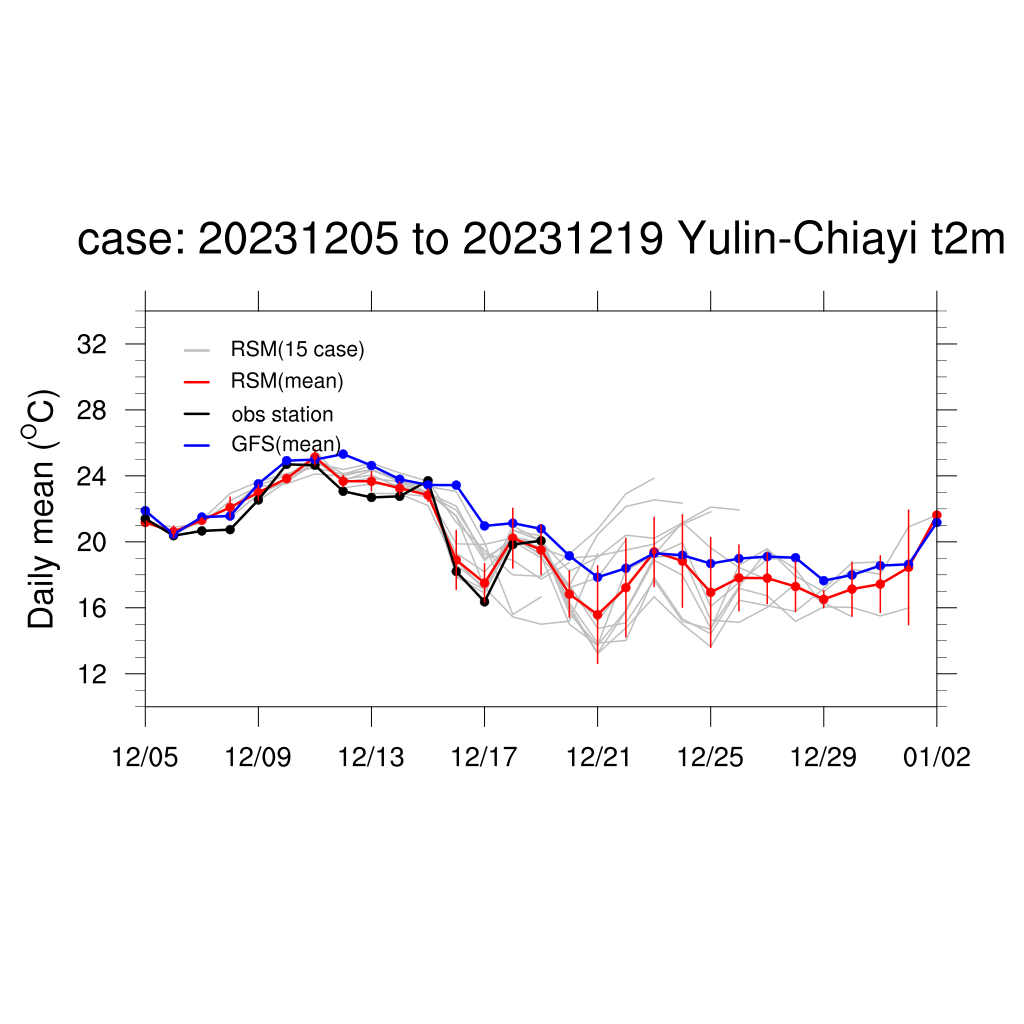 case: 20231205 to 20231219 Yulin-Chiayi t2m
Daily mean (°C)
32
28
24
20
16
12
RSM(15 case)
RSM(mean)
obs station
GFS(mean)
12/05 12/09 12/13 12/17 12/21 12/25 12/29 01/02